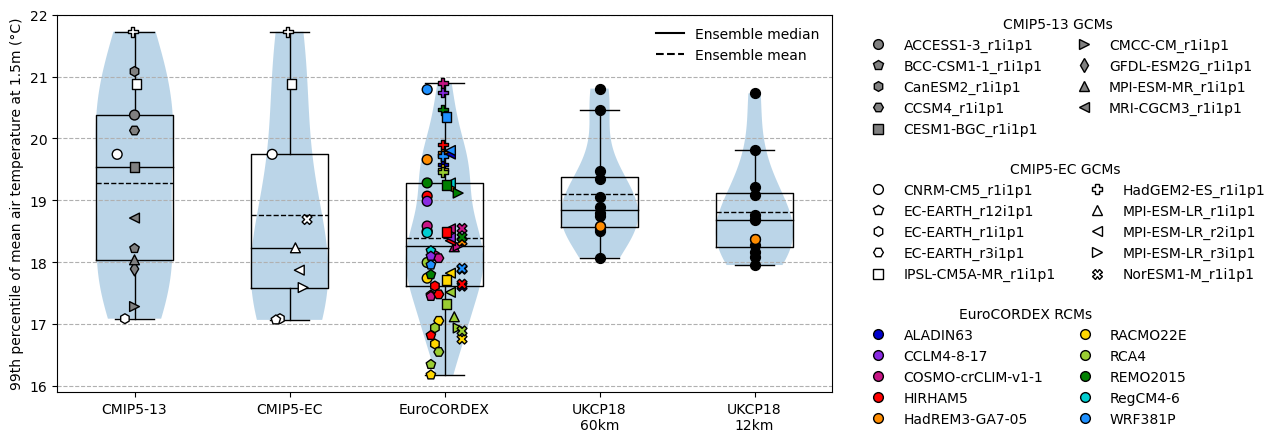 99th percentile of mean air temperature at 1.5m (°C)
22
21
20
19
18
17
16
Ensemble median
Ensemble mean
CMIP5-13
CMIP5-EC
EuroCORDEX
UKCP18
60km
UKCP18
12km
CMIP5-13 GCMs
ACCESS1-3_r1i1p1
BCC-CSM1-1_r1i1p1
CanESM2_r1i1p1
CCSM4_r1i1p1
CESM1-BGC_r1i1p1
CMCC-CM_r1i1p1
GFDL-ESM2G_r1i1p1
MPI-ESM-MR_r1i1p1
MRI-CGCM3_r1i1p1
CMIP5-EC GCMs
CNRM-CM5_r1i1p1
EC-EARTH_r12i1p1
EC-EARTH_r1i1p1
EC-EARTH_r3i1p1
IPSL-CM5A-MR_r1i1p1
HadGEM2-ES_r1i1p1
MPI-ESM-LR_r1i1p1
MPI-ESM-LR_r2i1p1
MPI-ESM-LR_r3i1p1
NorESM1-M_r1i1p1
EuroCORDEX RCMs
ALADIN63
CCLM4-8-17
COSMO-crCLIM-v1-1
HIRHAM5
HadREM3-GA7-05
RACMO22E
RCA4
REMO2015
RegCM4-6
WRF381P